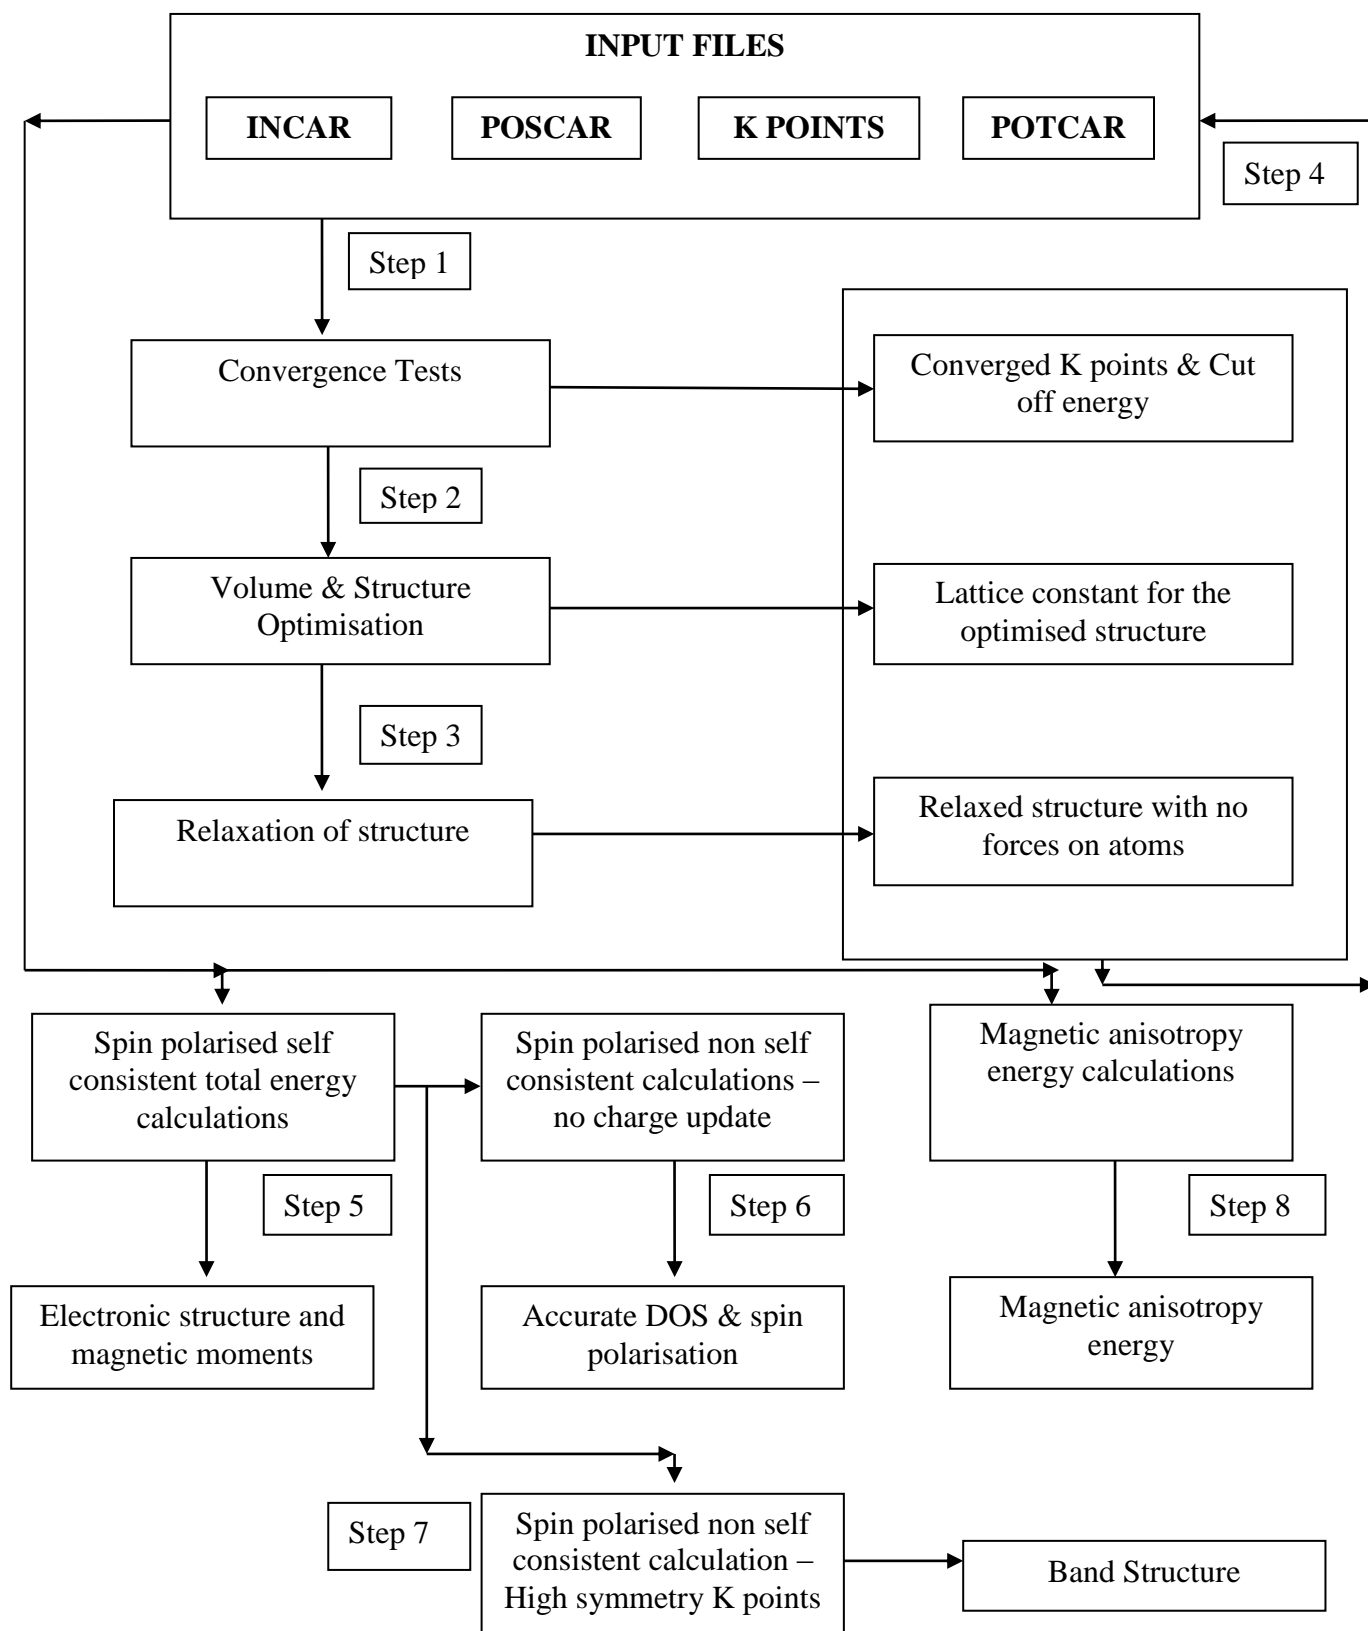 INPUT FILES
INCAR
POSCAR
K POINTS
POTCAR
Step 4
Step 1
Convergence Tests
Converged K points & Cut
off energy
Step 2
Volume & Structure
Optimisation
Lattice constant for the
optimised structure
Step 3
Relaxation of structure
Relaxed structure with no
forces on atoms
Spin polarised self
consistent total energy
calculations
Spin polarised non self
consistent calculations –
no charge update
Magnetic anisotropy
energy calculations
Step 5
Step 6
Step 8
Electronic structure and
magnetic moments
Accurate DOS & spin
polarisation
Magnetic anisotropy
energy
Step 7
Spin polarised non self
consistent calculation –
High symmetry K points
Band Structure